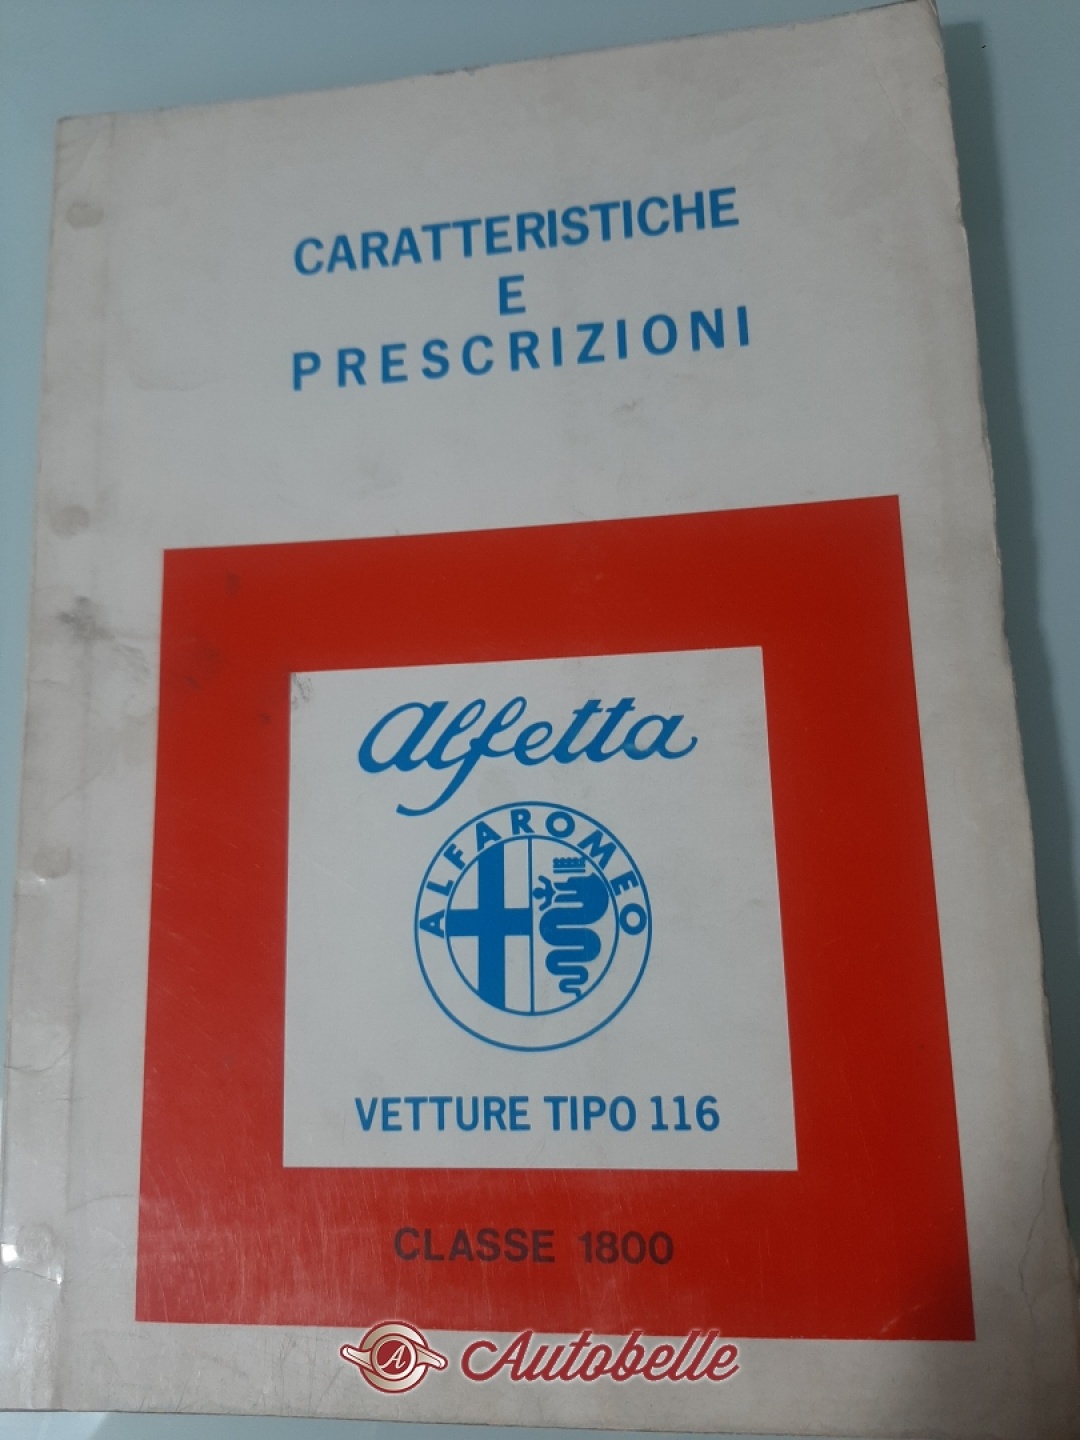 CARATTERISTICHE
E
PRESCRIZIONI
alfetta
ALFA ROMEO
VETTURE TIPO 116
CLASSE 1800
A Autobelle